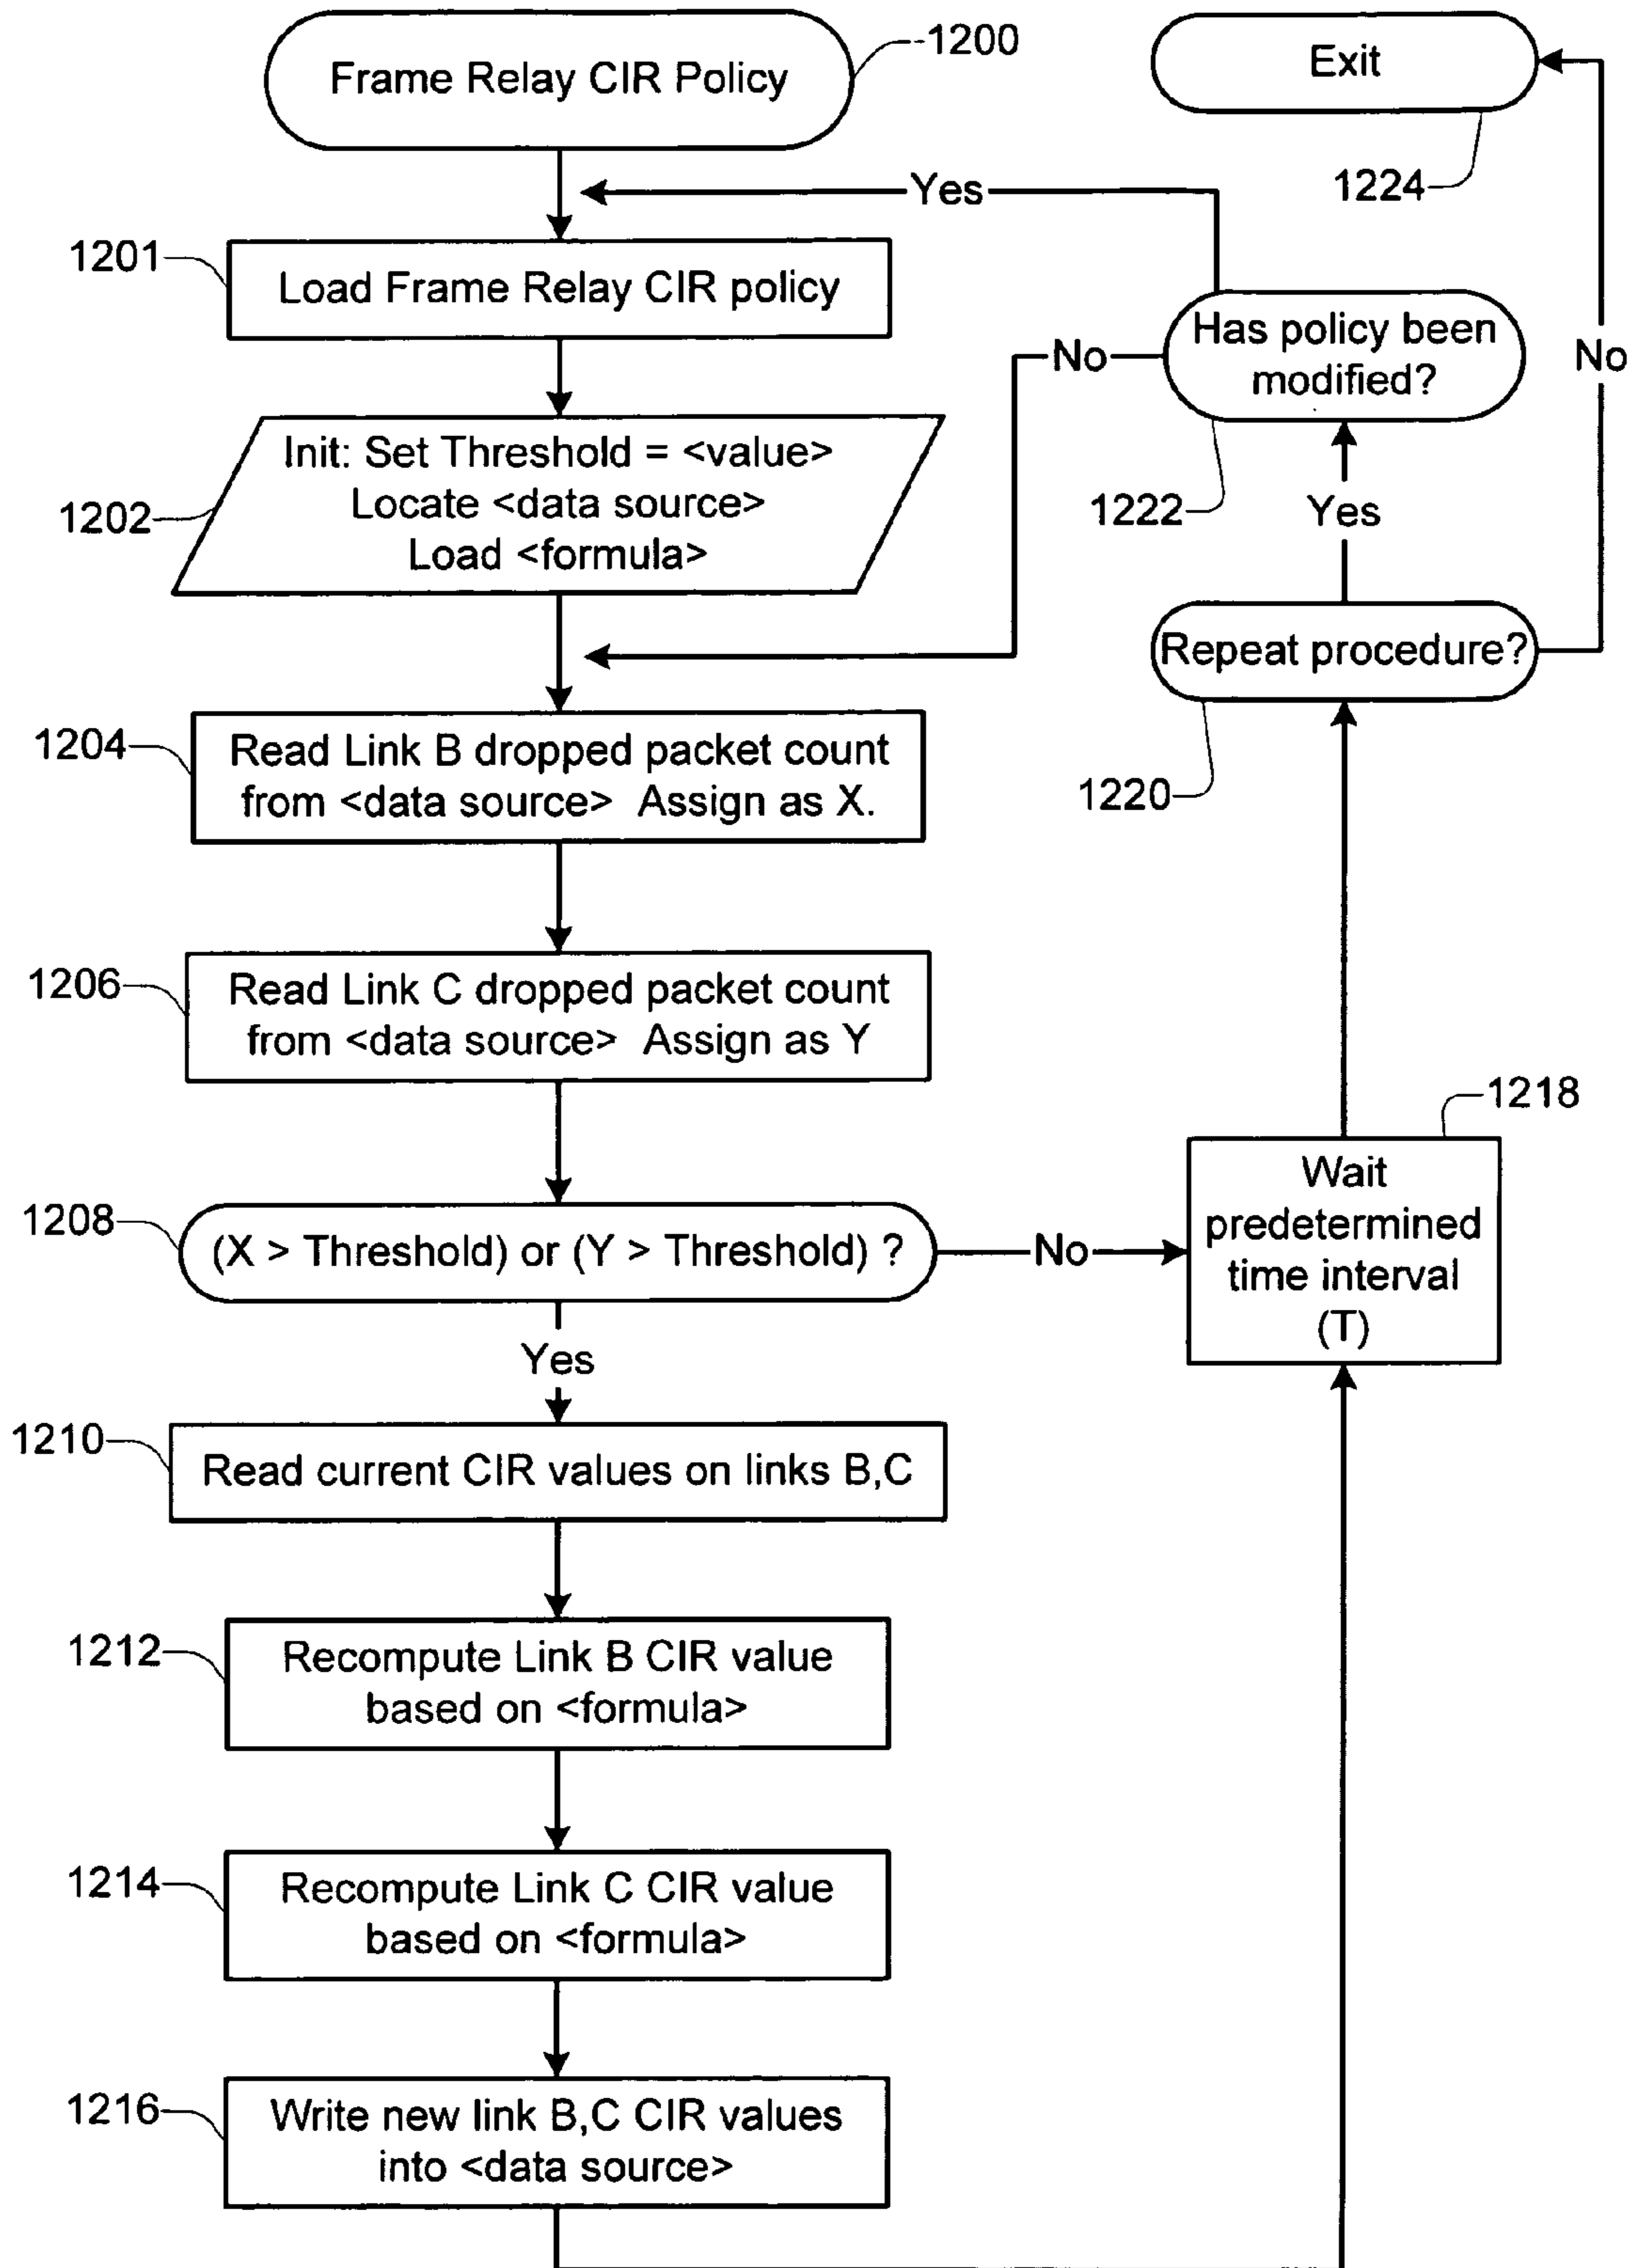 Frame Relay CIR Policy
1200
Exit
1224
Yes
1201
Load Frame Relay CIR policy
Has policy been
modified?
No
No
1222
Init: Set Threshold = <value>
Locate <data source>
Load <formula>
1202
Yes
Repeat procedure?
1220
1204
Read Link B dropped packet count
from <data source> Assign as X.
1206
Read Link C dropped packet count
from <data source> Assign as Y
1218
Wait
predetermined
time interval
(T)
1208
(X > Threshold) or (Y > Threshold) ?
No
Yes
1210
Read current CIR values on links B,C
1212
Recompute Link B CIR value
based on <formula>
1214
Recompute Link C CIR value
based on <formula>
1216
Write new link B,C CIR values
into <data source>